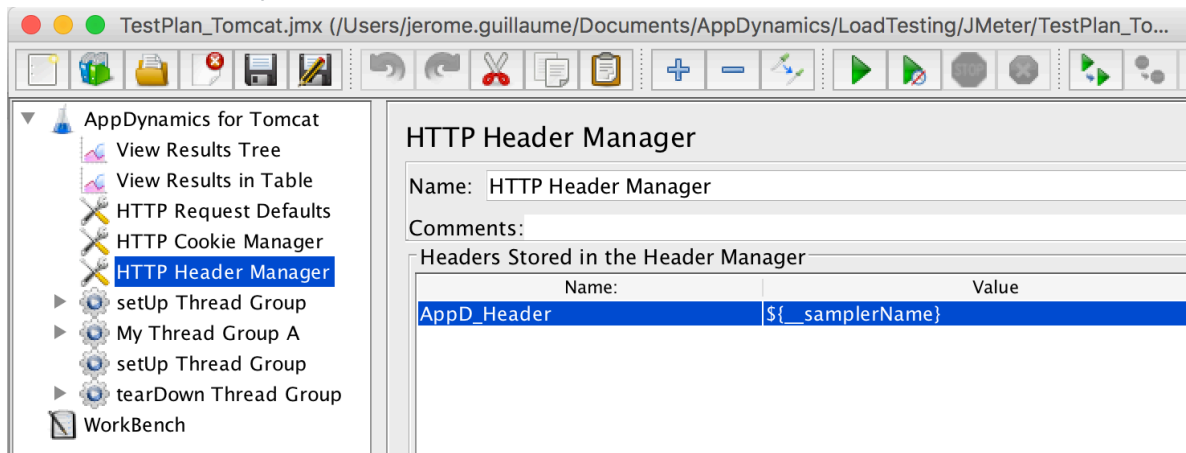 TestPlan_Tomcat.jmx (/Users/jerome.guillaume/Documents/AppDynamics/LoadTesting/JMeter/TestPlan_To...
STOP
AppDynamics for Tomcat
View Results Tree
View Results in Table
HTTP Request Defaults
HTTP Cookie Manager
HTTP Header Manager
setUp Thread Group
My Thread Group A
setUp Thread Group
tearDown Thread Group
WorkBench
HTTP Header Manager
Name: HTTP Header Manager
Comments:
Headers Stored in the Header Manager
Name: Value
AppD_Header ${__samplerName}